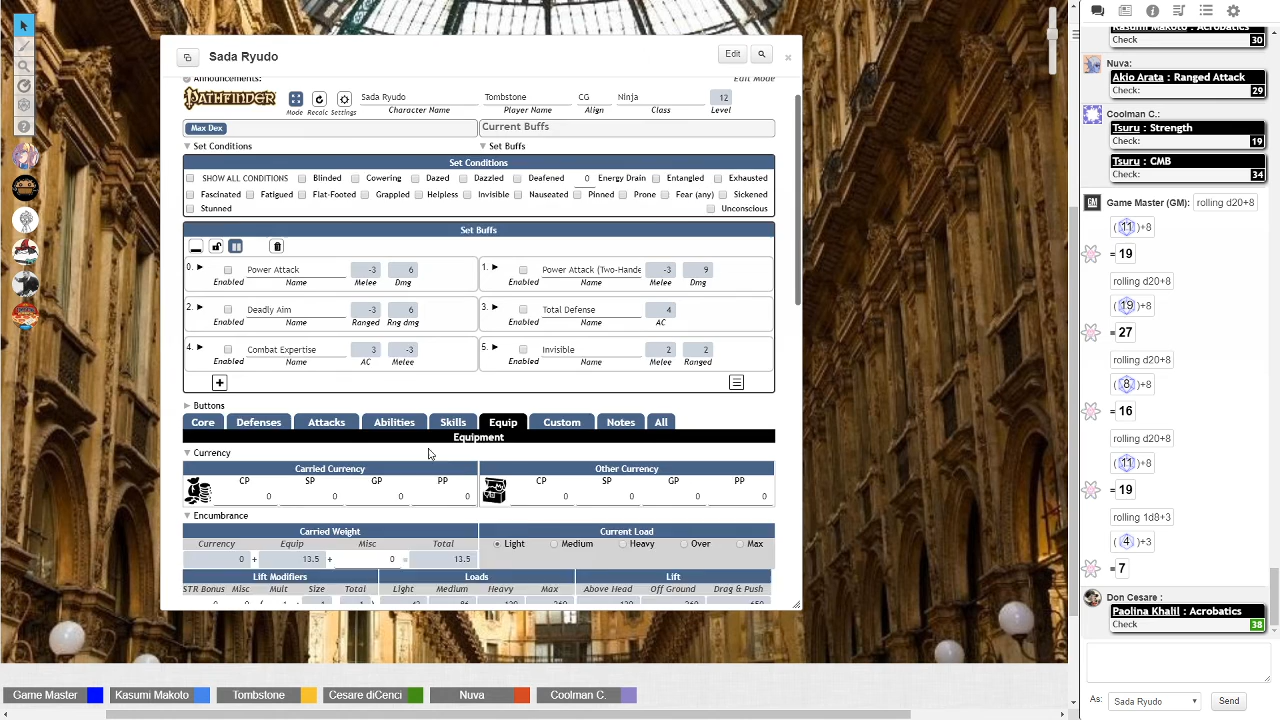 Sada Ryudo
Edit
Announcements:
Edit Mode
PATHFINDER
Mode Recalc Settings
Sada Ryudo Tombstone CG Ninja 12
Character Name Player Name Align Class Level
Max Dex Current Buffs
Set Conditions Set Buffs
Set Conditions
SHOW ALL CONDITIONS Blinded Cowering Dazed Dazzled Deafened 0 Energy Drain Entangled Exhausted
Fascinated Fatigued Flat-Footed Grappled Helpless Invisible Nauseated Pinned Prone Fear (any) Sickened
Stunned Unconscious
Set Buffs
0. Power Attack -3 6 1. Power Attack (Two-Hande -3 9
Enabled Name Melee Dmg Enabled Name Melee Dmg
2. Deadly Aim -3 6 3. Total Defense 4
Enabled Name Ranged Rng dmg Enabled Name AC
4. Combat Expertise 3 -3 5. Invisible 2 2
Enabled Name AC Melee Enabled Name Melee Ranged
Buttons
Core Defenses Attacks Abilities Skills Equip Custom Notes All
Equipment
Currency
Carried Currency Other Currency
CP SP GP PP CP SP GP PP
0 0 0 0 0 0 0 0
Encumbrance
Carried Weight Current Load
Currency Equip Misc Total Light Medium Heavy Over Max
0 + 13.5 + 0 = 13.5
Lift Modifiers Loads Lift
STR Bonus Misc Mult Size Total Light Medium Heavy Max Above Head Off Ground Drag & Push
Game Master Kasumi Makoto Tombstone Cesare diCenci Nuva Coolman C.
Kasumi Makoto : Acrobatics
Check 30
Nuva:
Akio Arata : Ranged Attack
Check 29
Coolman C.:
Tsuru : Strength
Check: 19
Tsuru : CMB
Check: 34
Game Master (GM): rolling d20+8
(11)+8
= 19
rolling d20+8
(19)+8
= 27
rolling d20+8
(8)+8
= 16
rolling d20+8
(11)+8
= 19
rolling 1d8+3
(4)+3
= 7
Don Cesare :
Paolina Khalil : Acrobatics
Check 38
As: Sada Ryudo Send